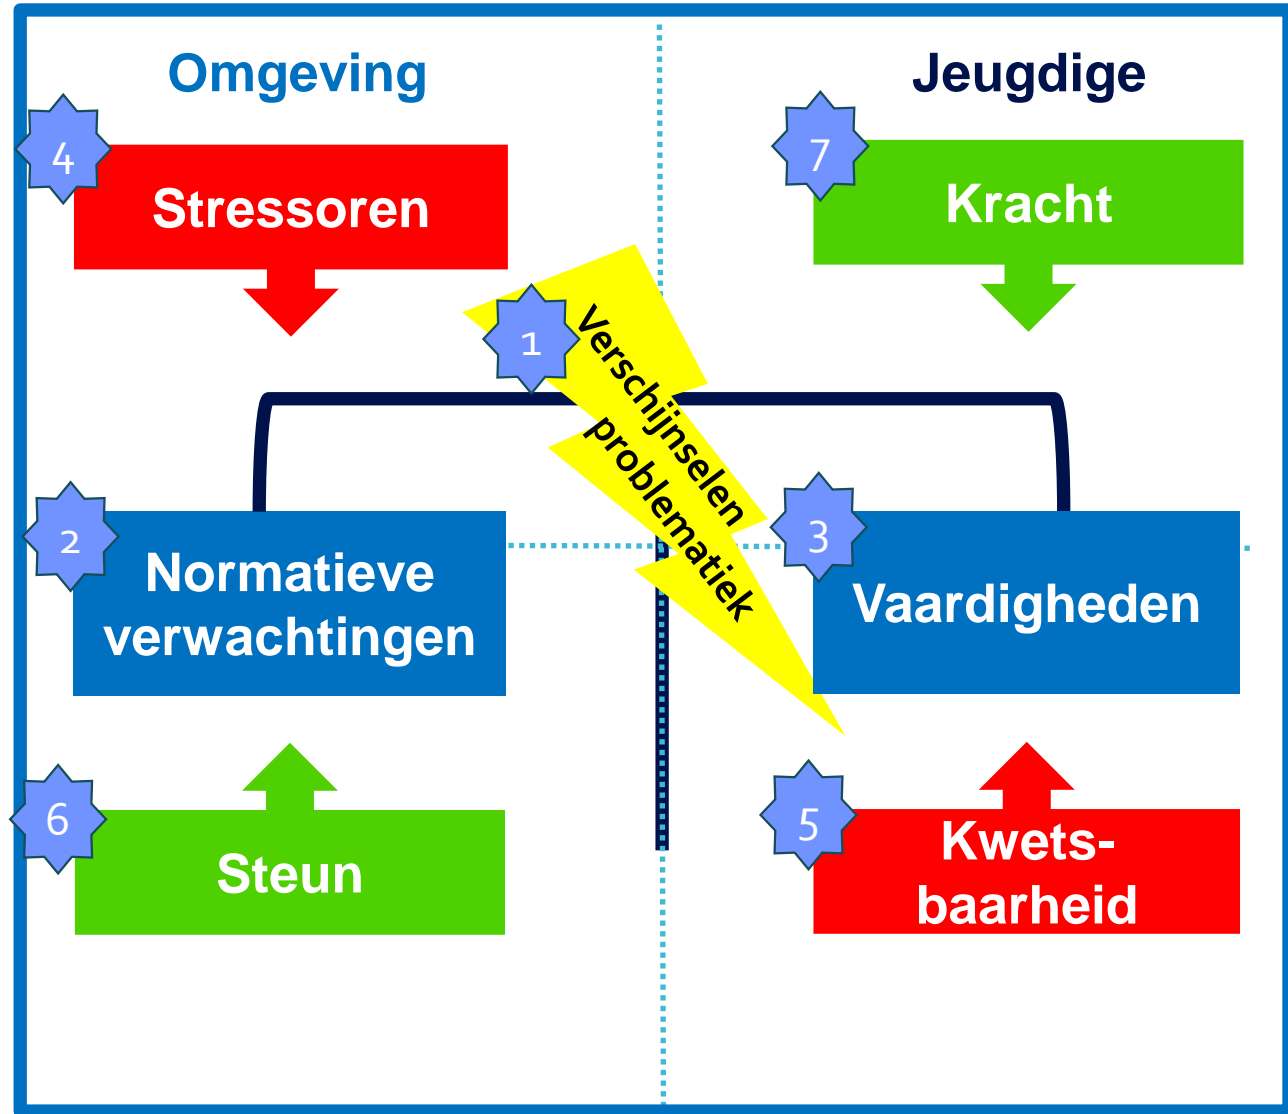 Omgeving
Jeugdige
4
Stressoren
7
Kracht
1
Verschijnselen
problematiek
2
Normatieve
verwachtingen
3
Vaardigheden
6
Steun
5
Kwets-
baarheid